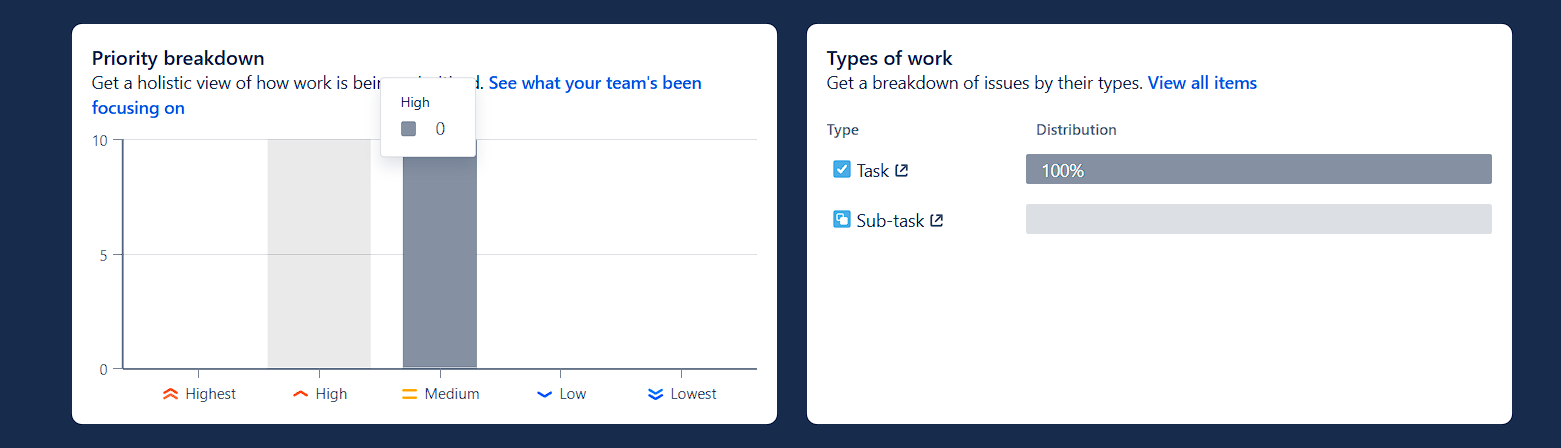 Priority breakdown
Get a holistic view of how work is being d. See what your team's been
focusing on
High
0
10
5
0
Highest
High
Medium
Low
Lowest
Types of work
Get a breakdown of issues by their types. View all items
Type
Distribution
Task
100%
Sub-task